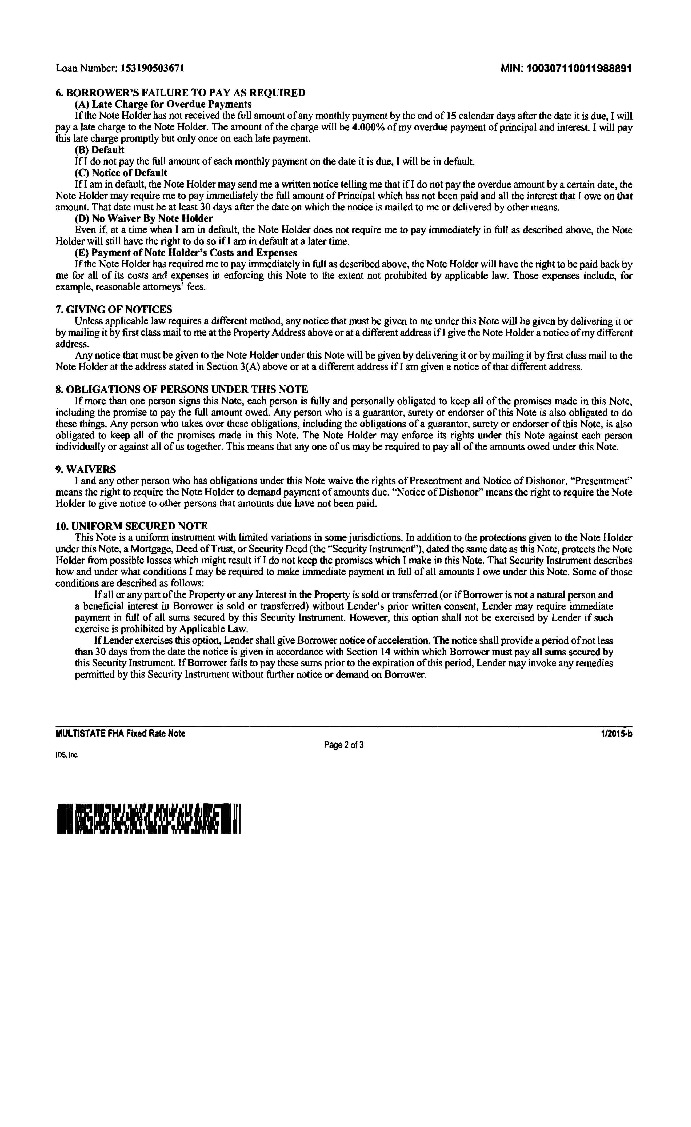 Loan Number: 153190503671
MIN: 100307110011988891
6. BORROWER'S FAILURE TO PAY AS REQUIRED
(A) Late Charge for Overdue Payments
If the Note Holder has not received the full amount of any monthly payment by the end of 15 calendar days after the date it is due, I will
pay a late charge to the Note Holder. The amount of the charge will be 4.000% of my overdue payment of principal and interest. I will pay
this late charge promptly but only once on each late payment.
(B) Default
If I do not pay the full amount of each monthly payment on the date it is due, I will be in default.
(C) Notice of Default
If I am in default, the Note Holder may send me a written notice telling me that if I do not pay the overdue amount by a certain date, the
Note Holder may require me to pay immediately the full amount of Principal which has not been paid and all the interest that I owe on that
amount. That date must be at least 30 days after the date on which the notice is mailed to me or delivered by other means.
(D) No Waiver By Note Holder
Even if, at a time when I am in default, the Note Holder does not require me to pay immediately in full as described above, the Note
Holder will still have the right to do so if I am in default at a later time.
(E) Payment of Note Holder's Costs and Expenses
If the Note Holder has required me to pay immediately in full as described above, the Note Holder will have the right to be paid back by
me for all of its costs and expenses in enforcing this Note to the extent not prohibited by applicable law. Those expenses include, for
example, reasonable attorneys' fees.
7. GIVING OF NOTICES
Unless applicable law requires a different method, any notice that must be given to me under this Note will be given by delivering it or
by mailing it by first class mail to me at the Property Address above or at a different address if I give the Note Holder a notice of my different
address.
Any notice that must be given to the Note Holder under this Note will be given by delivering it or by mailing it by first class mail to the
Note Holder at the address stated in Section 3(A) above or at a different address if I am given a notice of that different address.
8. OBLIGATIONS OF PERSONS UNDER THIS NOTE
If more than one person signs this Note, each person is fully and personally obligated to keep all of the promises made in this Note,
including the promise to pay the full amount owed. Any person who is a guarantor, surety or endorser of this Note is also obligated to do
these things. Any person who takes over these obligations, including the obligations of a guarantor, surety or endorser of this Note, is also
obligated to keep all of the promises made in this Note. The Note Holder may enforce its rights under this Note against each person
individually or against all of us together. This means that any one of us may be required to pay all of the amounts owed under this Note.
9. WAIVERS
I and any other person who has obligations under this Note waive the rights of Presentment and Notice of Dishonor. "Presentment"
means the right to require the Note Holder to demand payment of amounts due. "Notice of Dishonor" means the right to require the Note
Holder to give notice to other persons that amounts due have not been paid.
10. UNIFORM SECURED NOTE
This Note is a uniform instrument with limited variations in some jurisdictions. In addition to the protections given to the Note Holder
under this Note, a Mortgage, Deed of Trust, or Security Deed (the "Security Instrument"), dated the same date as this Note, protects the Note
Holder from possible losses which might result if I do not keep the promises which I make in this Note. That Security Instrument describes
how and under what conditions I may be required to make immediate payment in full of all amounts I owe under this Note. Some of those
conditions are described as follows:
If all or any part of the Property or any Interest in the Property is sold or transferred (or if Borrower is not a natural person and
a beneficial interest in Borrower is sold or transferred) without Lender's prior written consent, Lender may require immediate
payment in full of all sums secured by this Security Instrument. However, this option shall not be exercised by Lender if such
exercise is prohibited by Applicable Law.
If Lender exercises this option, Lender shall give Borrower notice of acceleration. The notice shall provide a period of not less
than 30 days from the date the notice is given in accordance with Section 14 within which Borrower must pay all sums secured by
this Security Instrument. If Borrower fails to pay these sums prior to the expiration of this period, Lender may invoke any remedies
permitted by this Security Instrument without further notice or demand on Borrower.
MULTISTATE FHA Fixed Rate Note
1/2015-b
Page 2 of 3
IDS, Inc.